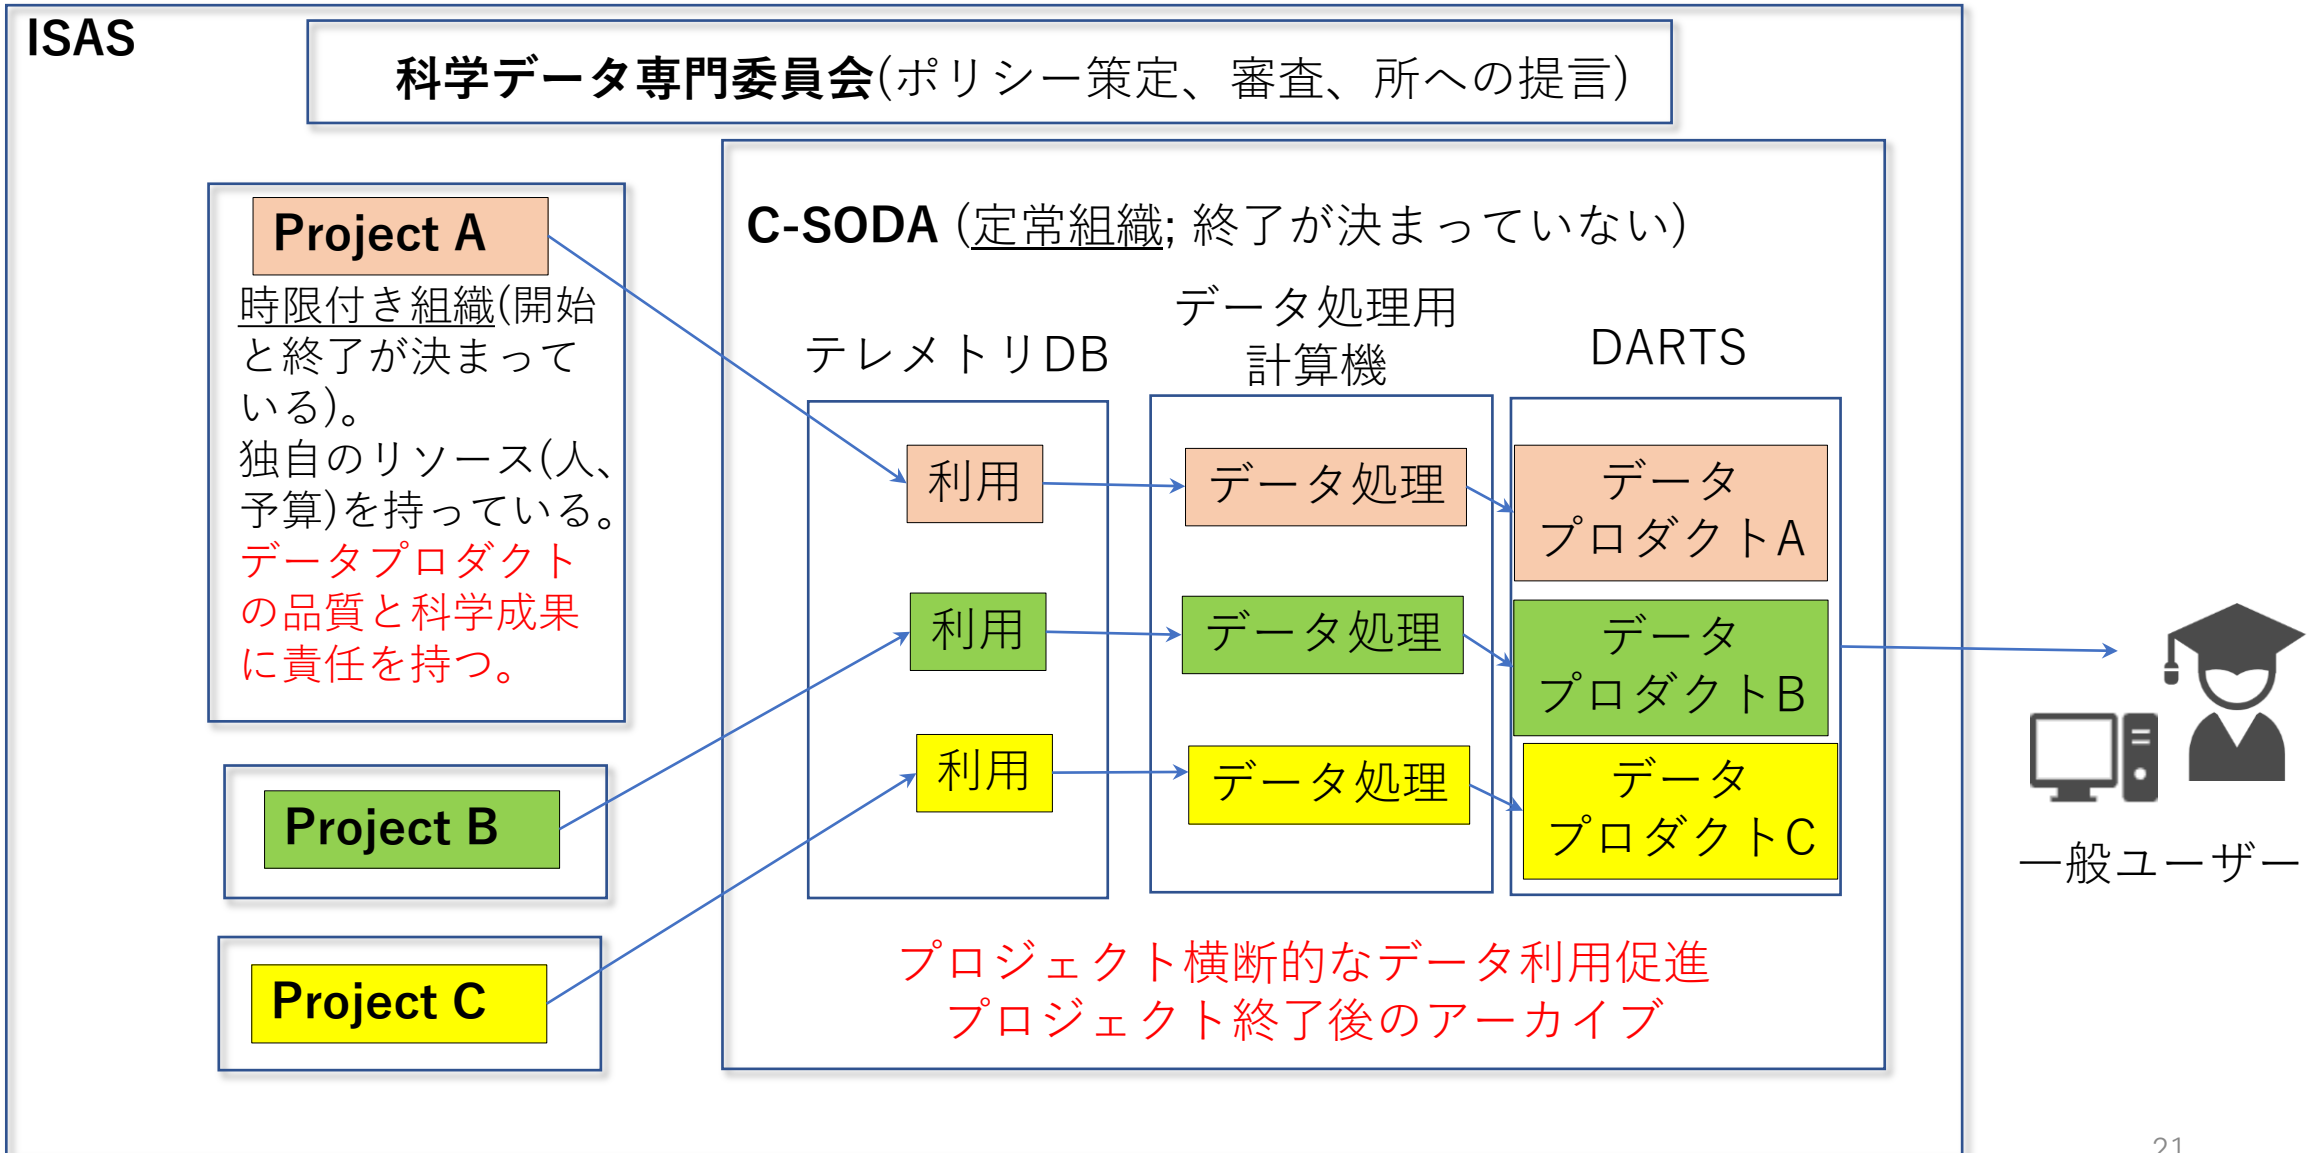 ISAS
科学データ専門委員会(ポリシー策定、審査、所への提言)
Project A
時限付き組織(開始
と終了が決まって
いる)。
独自のリソース(人、
予算)を持っている。
データプロダクト
の品質と科学成果
に責任を持つ。
Project B
Project C
C-SODA (定常組織; 終了が決まっていない)
テレメトリDB
データ処理用
計算機
DARTS
利用
データ処理
データ
プロダクトA
利用
データ処理
データ
プロダクトB
利用
データ処理
データ
プロダクトC
プロジェクト横断的なデータ利用促進
プロジェクト終了後のアーカイブ
一般ユーザー
21